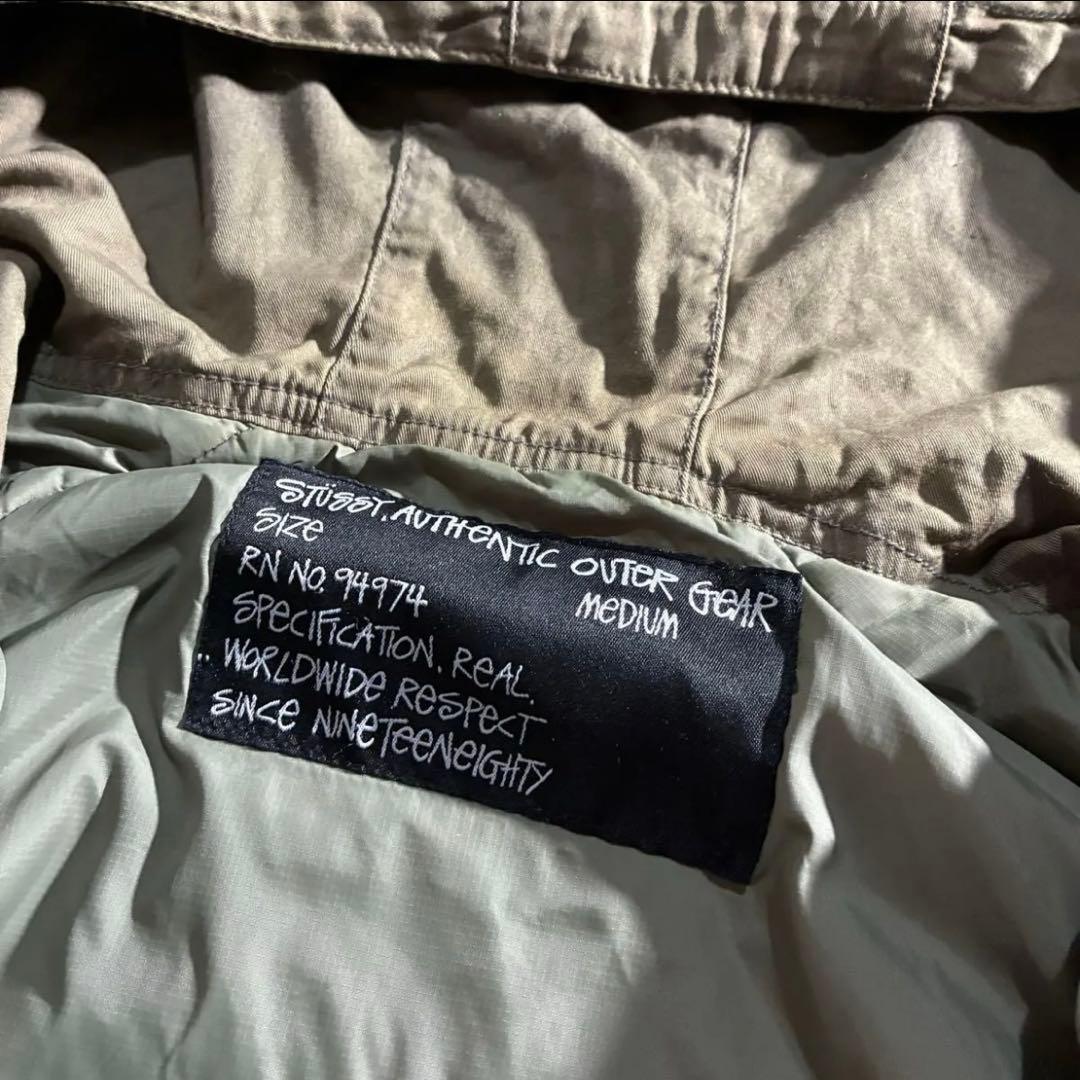 STÜSSY. AUTHENTIC OUTER GEAR
SIZE MEDIUM
RN NO. 94974
SPECIFICATION. REAL.
WORLDWIDE RESPECT
SINCE NINETEENEIGHTY